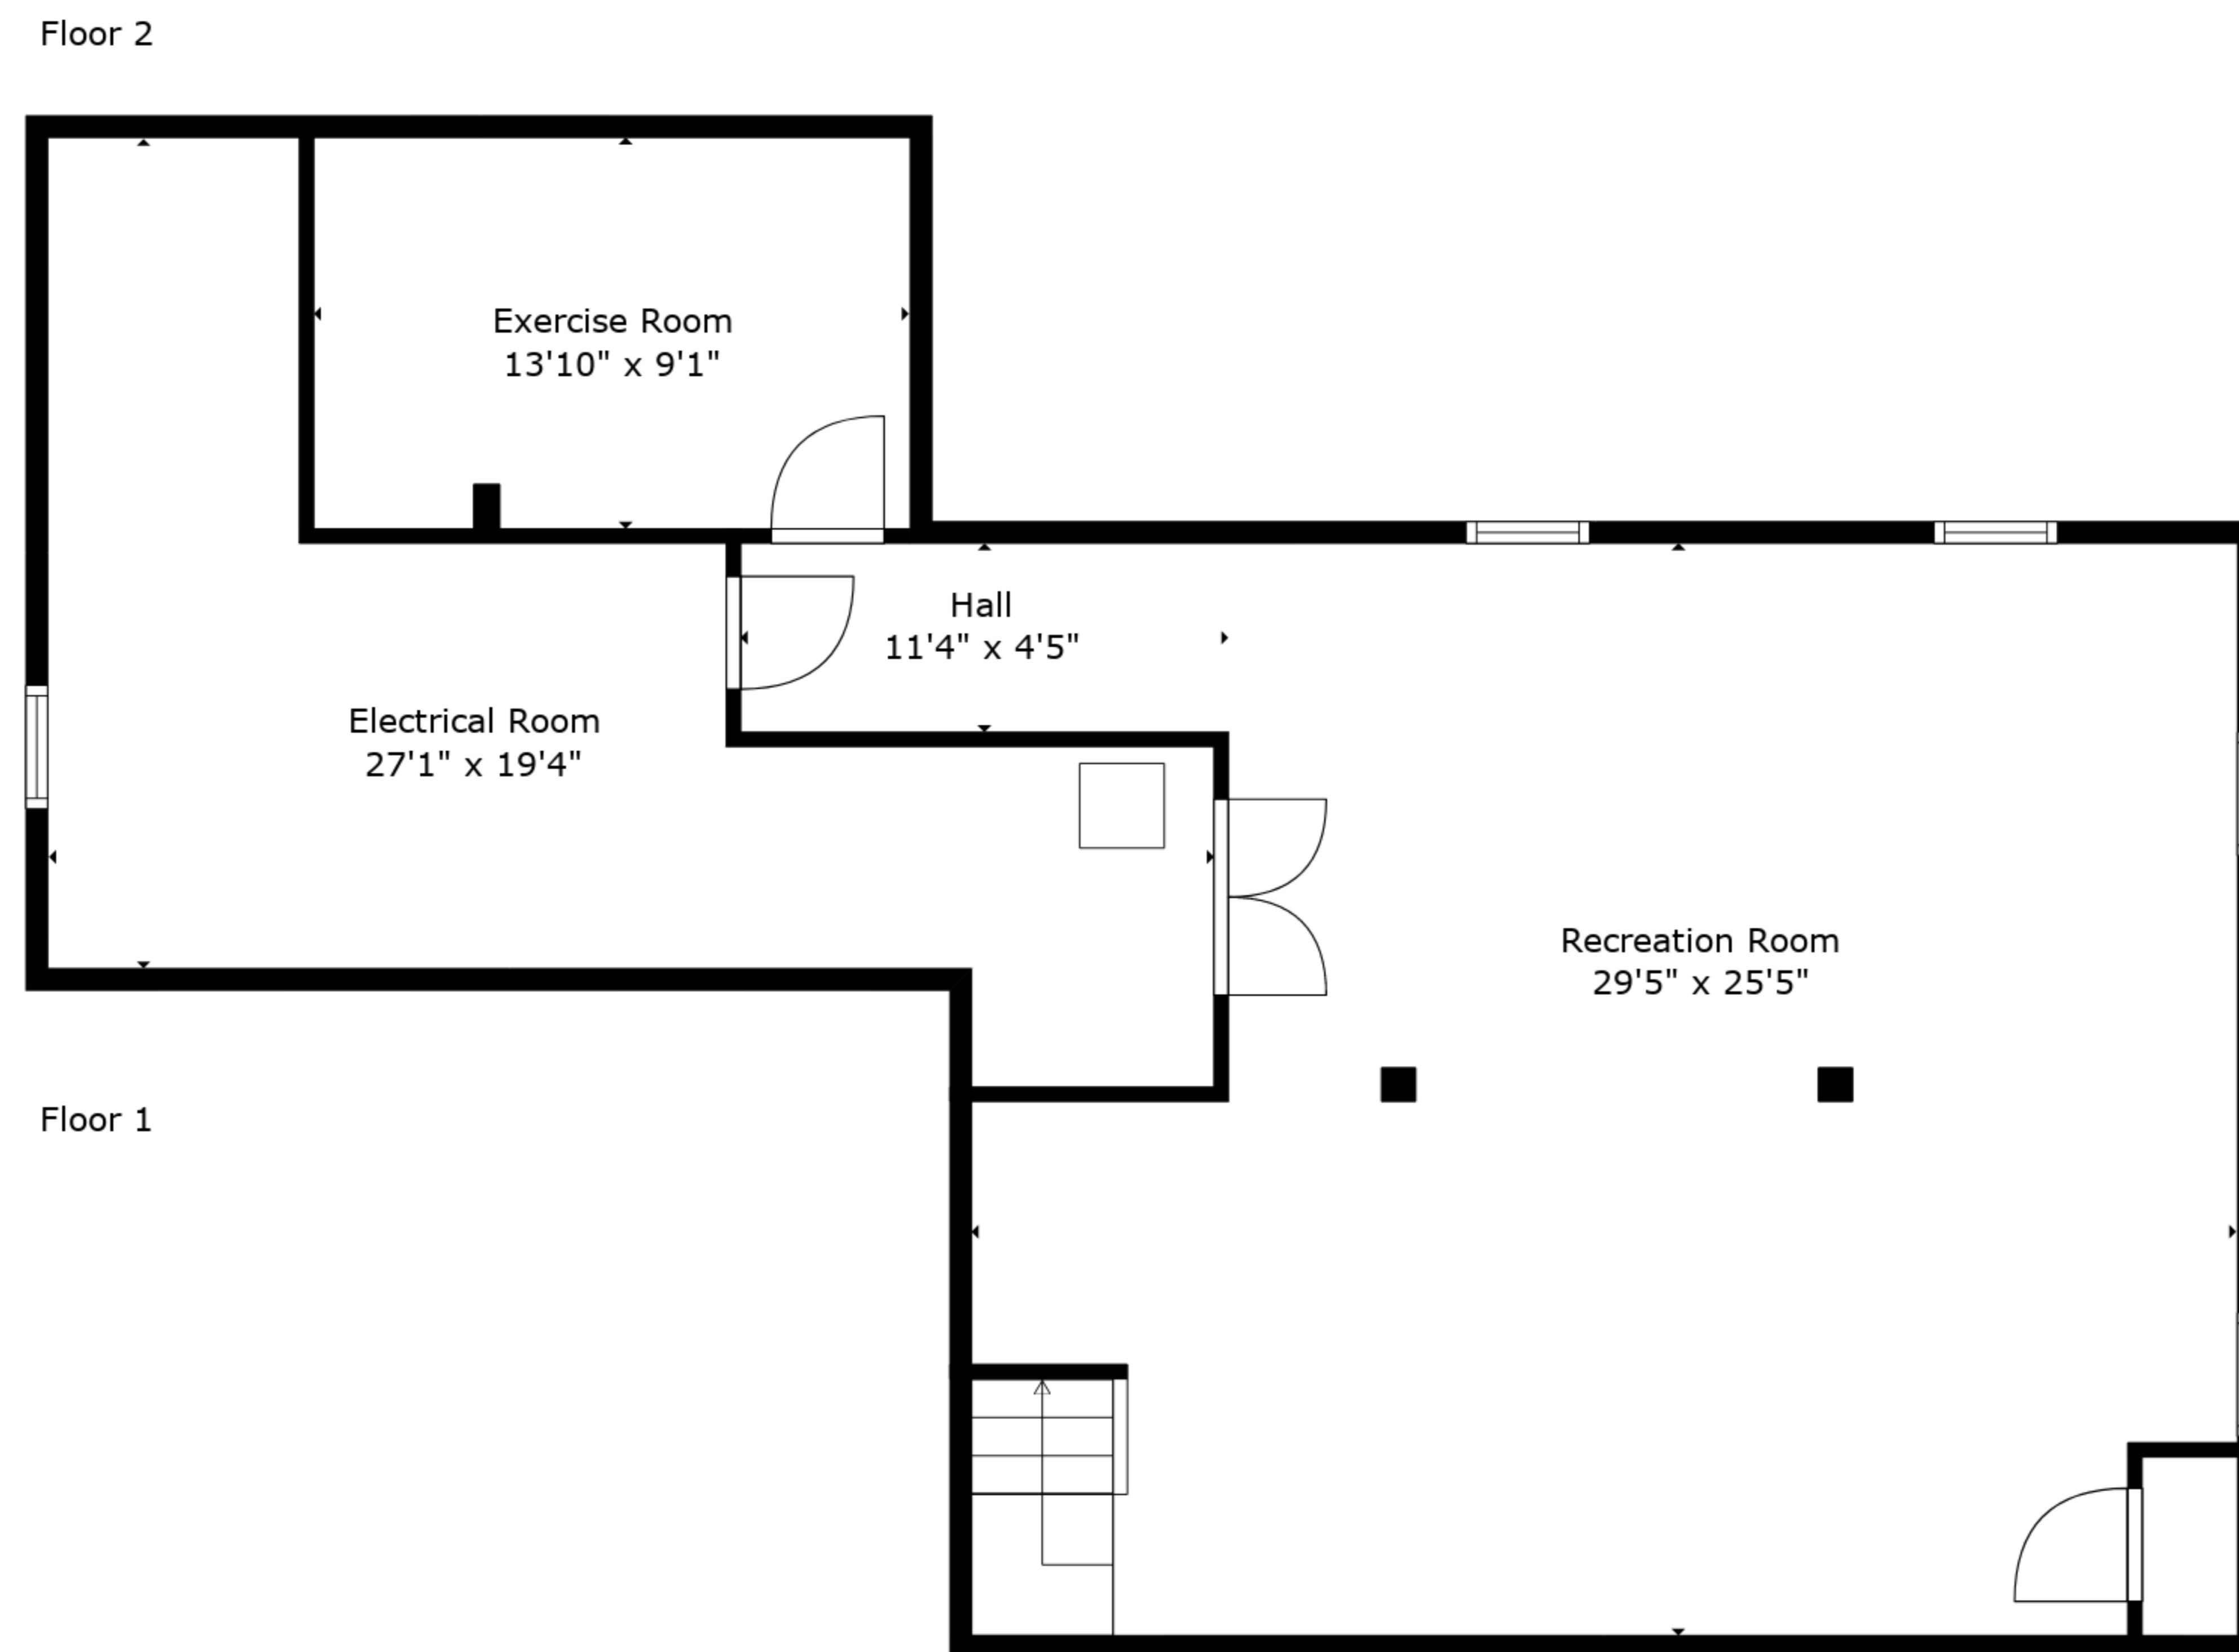 Floor 2
Exercise Room
13'10" x 9'1"
Hall
11'4" x 4'5"
Electrical Room
27'1" x 19'4"
Recreation Room
29'5" x 25'5"
Floor 1